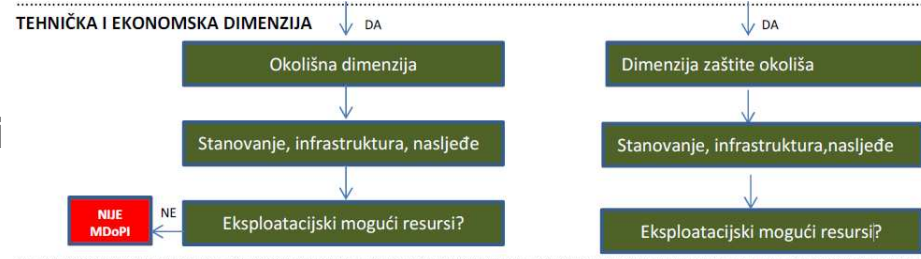 TEHNIČKA I EKONOMSKA DIMENZIJA
DA
DA
Okolišna dimenzija
Dimenzija zaštite okoliša
Stanovanje, infrastruktura, nasljeđe
Stanovanje, infrastruktura,nasljeđe
NIJE
MDoPI
NE
Eksploatacijski mogući resursi?
Eksploatacijski mogući resursi?
i